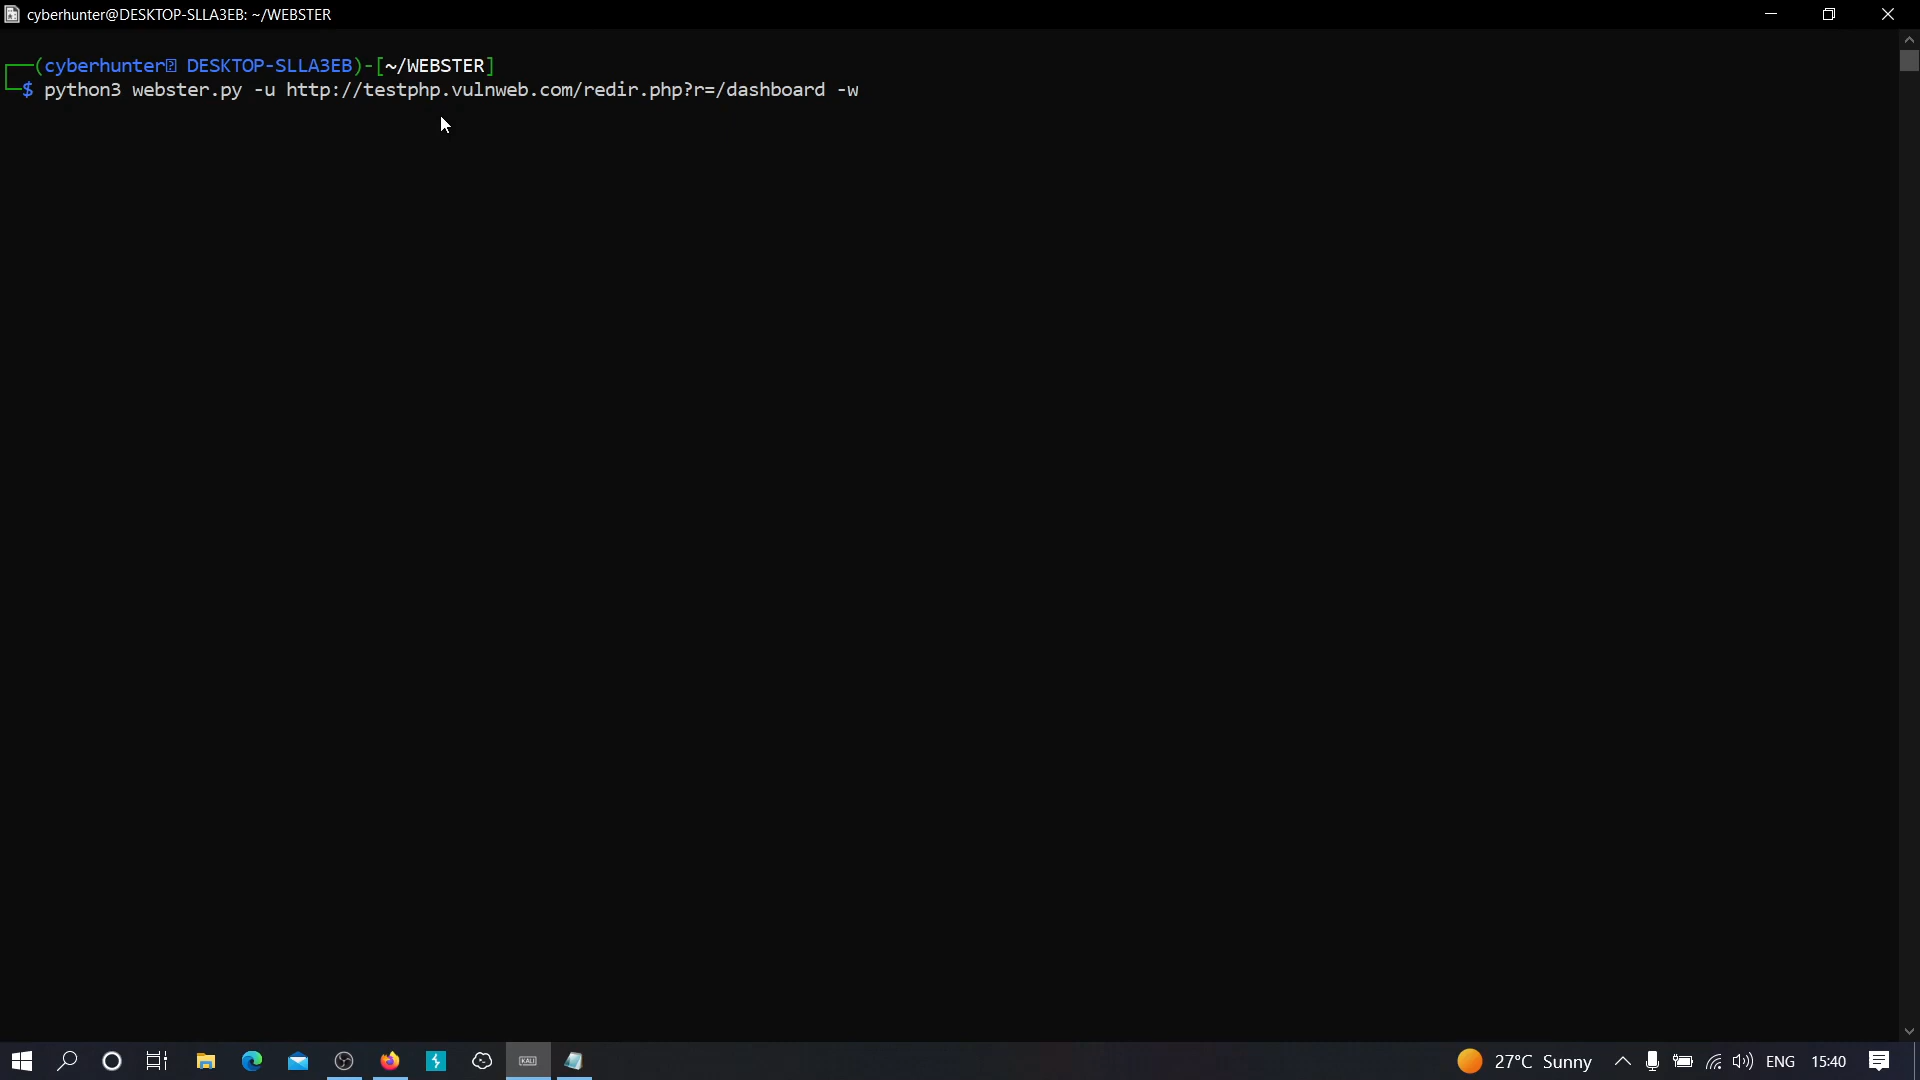 cyberhunter@DESKTOP-SLLA3EB: ~/WEBSTER
(cyberhunter⍰ DESKTOP-SLLA3EB)-[~/WEBSTER]
$ python3 webster.py -u http://testphp.vulnweb.com/redir.php?r=/dashboard -w
KALI
27°C Sunny
ENG
15:40